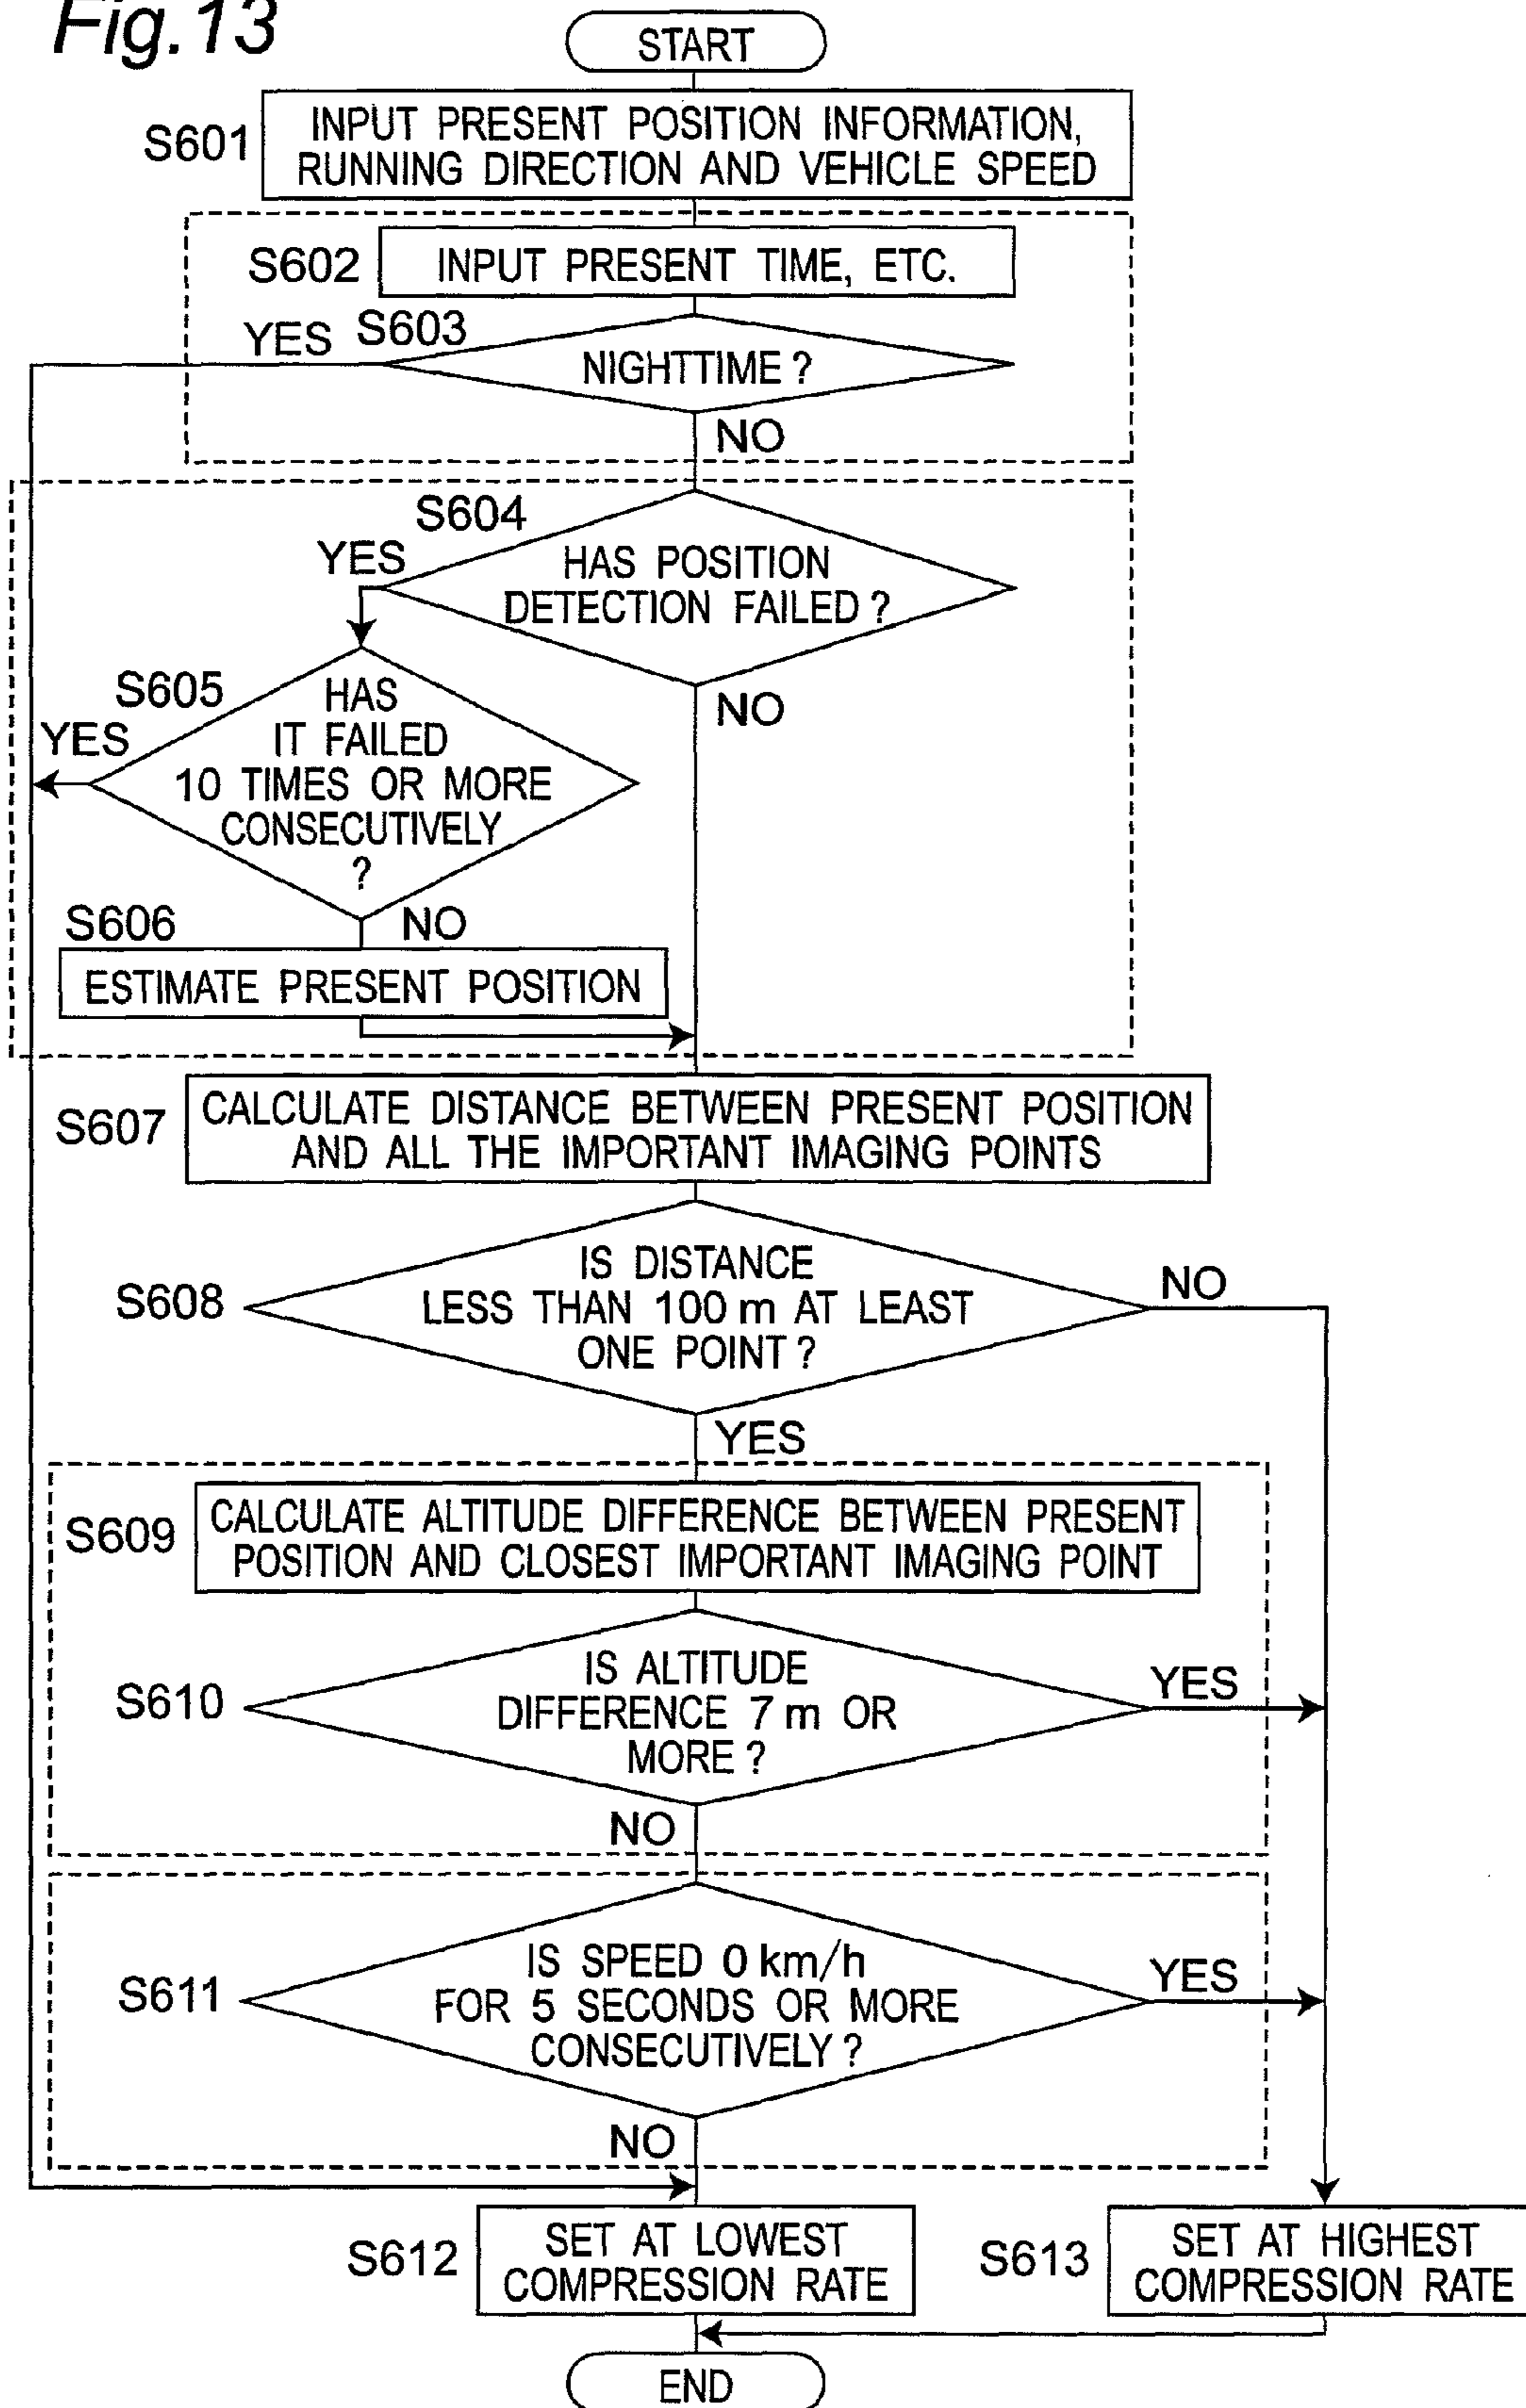 Fig.13
START
S601
INPUT PRESENT POSITION INFORMATION,
RUNNING DIRECTION AND VEHICLE SPEED
S602
INPUT PRESENT TIME, ETC.
YES
S603
NIGHTTIME ?
NO
S604
YES
HAS POSITION
DETECTION FAILED ?
NO
S605
YES
HAS
IT FAILED
10 TIMES OR MORE
CONSECUTIVELY
?
S606
NO
ESTIMATE PRESENT POSITION
S607
CALCULATE DISTANCE BETWEEN PRESENT POSITION
AND ALL THE IMPORTANT IMAGING POINTS
S608
IS DISTANCE
LESS THAN 100 m AT LEAST
ONE POINT ?
NO
YES
S609
CALCULATE ALTITUDE DIFFERENCE BETWEEN PRESENT
POSITION AND CLOSEST IMPORTANT IMAGING POINT
S610
IS ALTITUDE
DIFFERENCE 7 m OR
MORE ?
YES
NO
S611
IS SPEED 0 km/h
FOR 5 SECONDS OR MORE
CONSECUTIVELY ?
YES
NO
S612
SET AT LOWEST
COMPRESSION RATE
S613
SET AT HIGHEST
COMPRESSION RATE
END